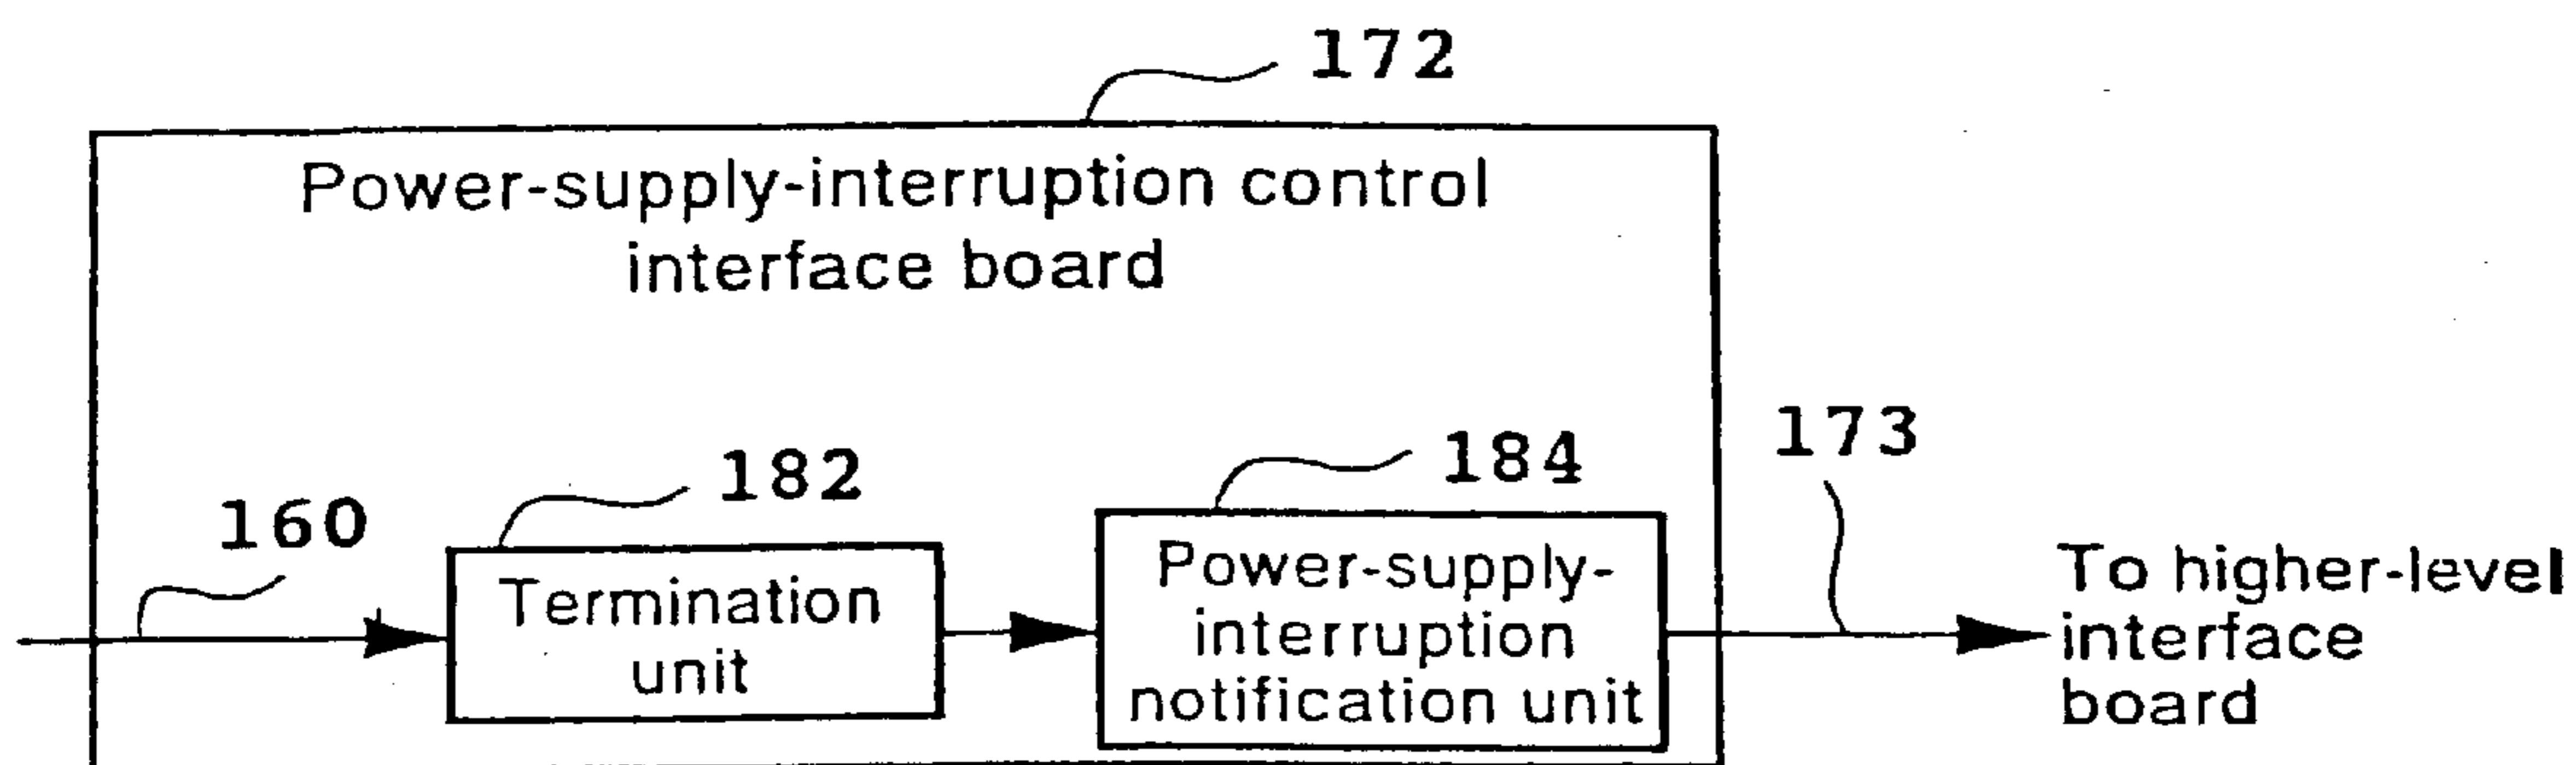 172
Power-supply-interruption control
interface board
173
184
182
160
Termination
unit
Power-supply-
interruption
notification unit
To higher-level
interface
board